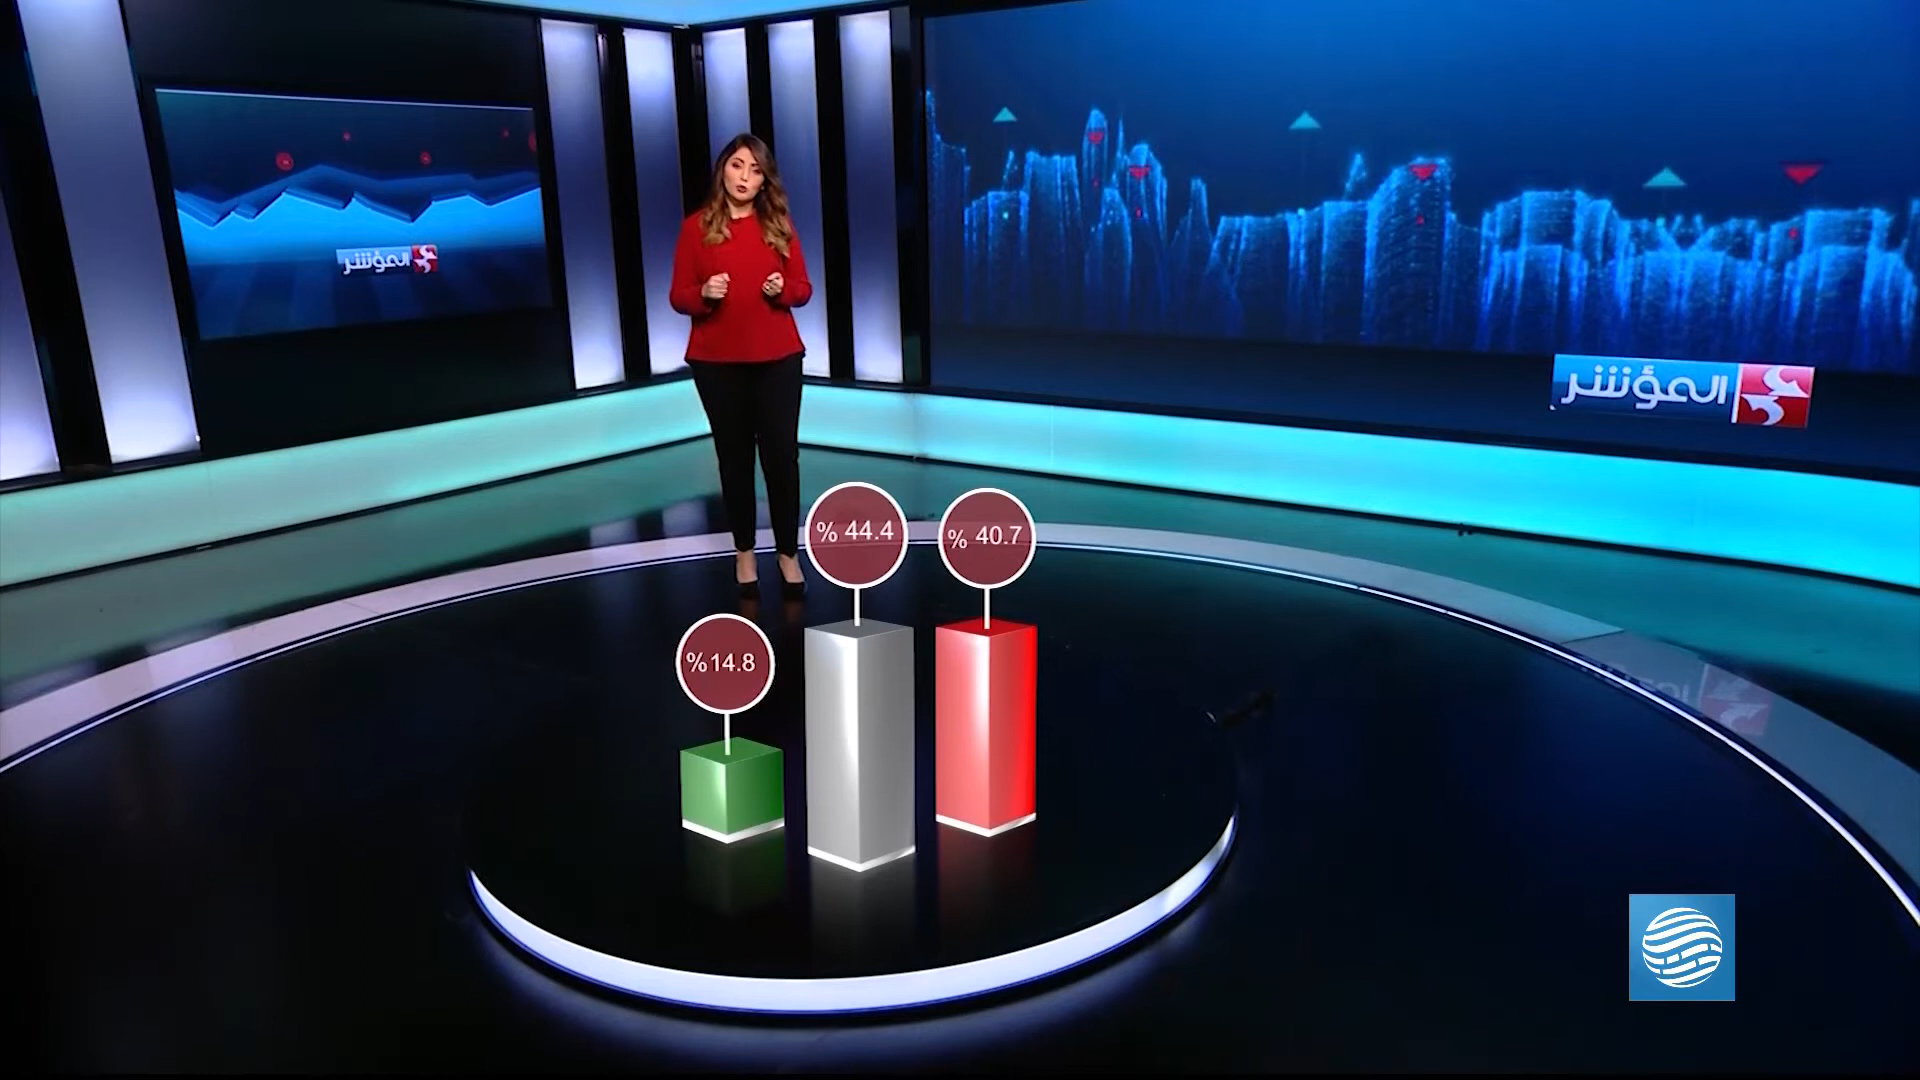 المؤشر
المؤشر
% 44.4
% 40.7
%14.8